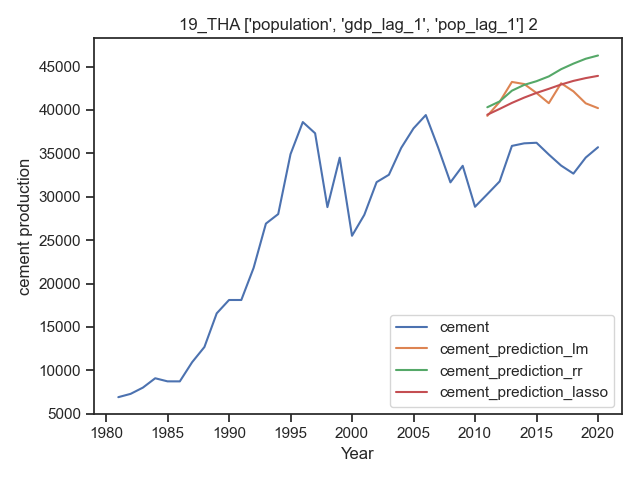 19_THA ['population', 'gdp_lag_1', 'pop_lag_1'] 2
45000
40000
35000
30000
25000
20000
15000
10000
5000
cement production
1980 1985 1990 1995 2000 2005 2010 2015 2020
Year
cement
cement_prediction_lm
cement_prediction_rr
cement_prediction_lasso